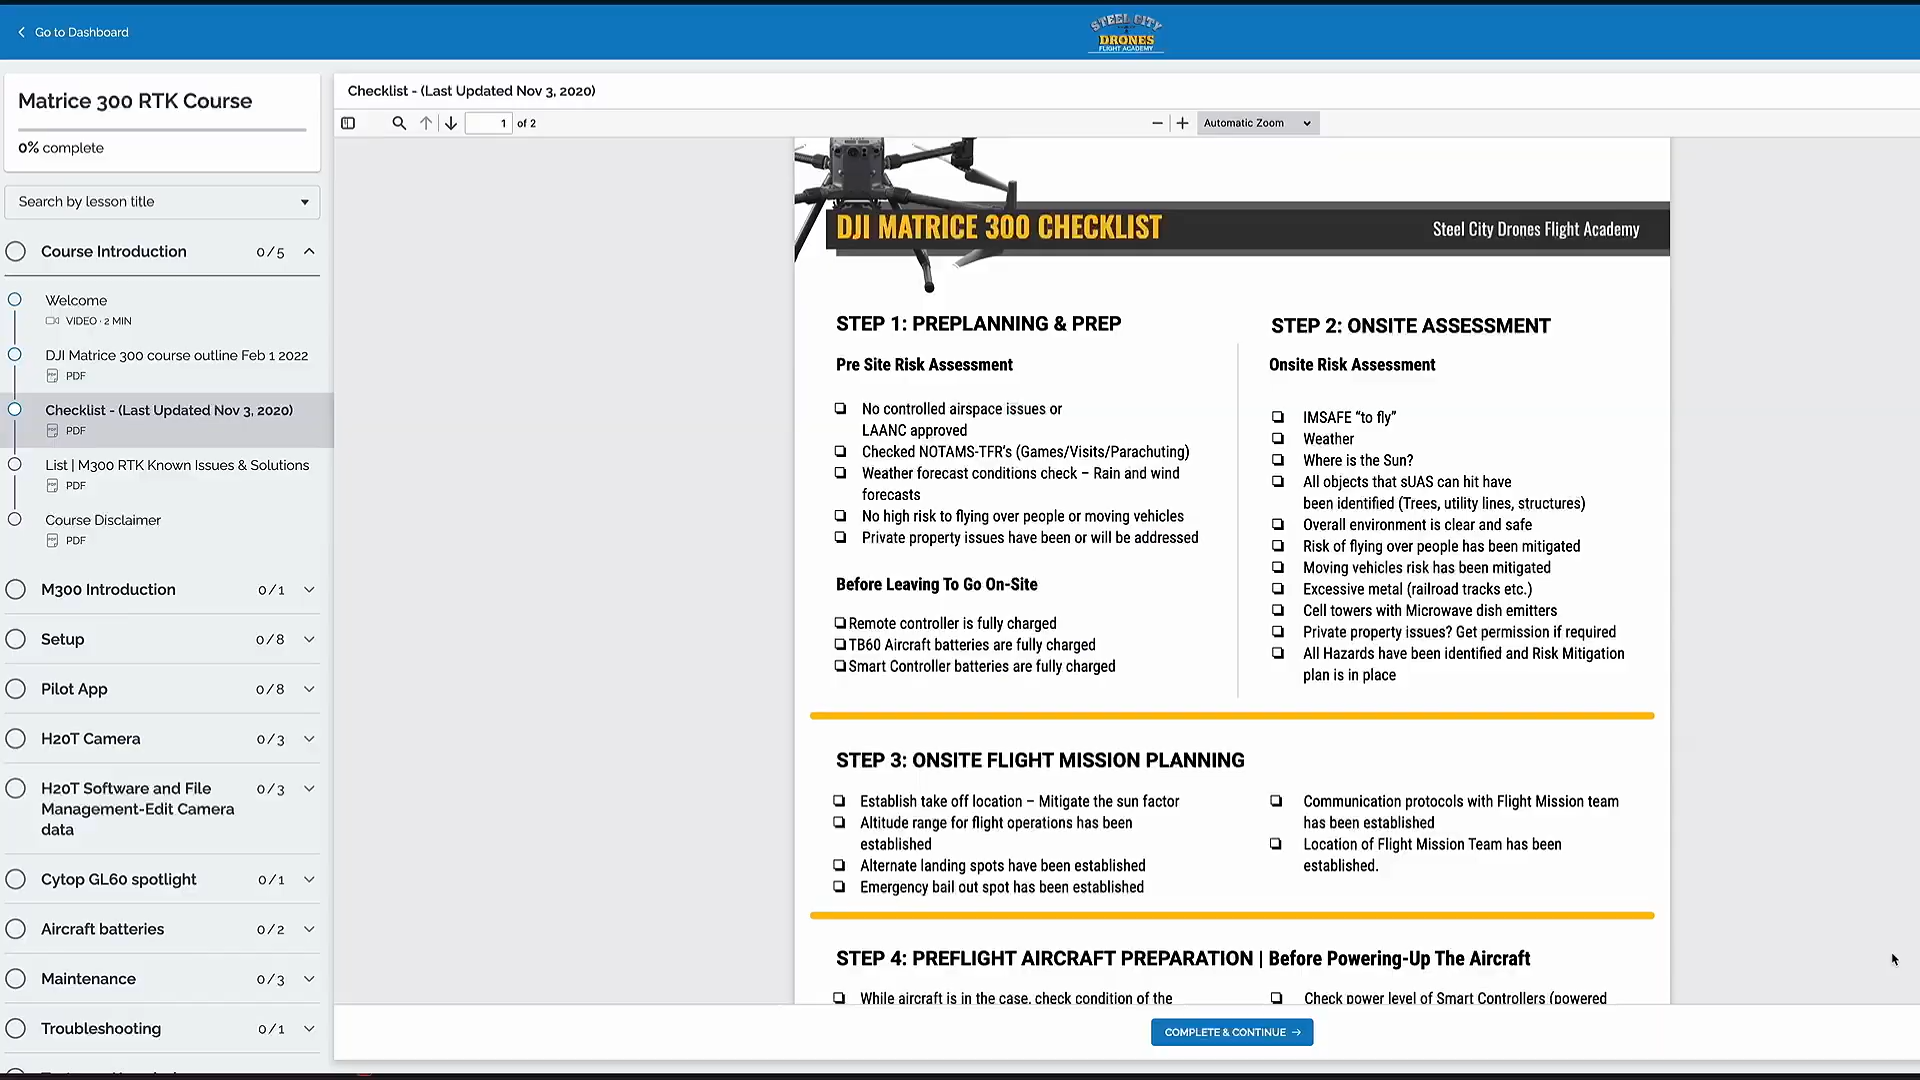 Go to Dashboard
STEEL CITY
DRONES
FLIGHT ACADEMY
Matrice 300 RTK Course
0% complete
Search by lesson title
Course Introduction 0/5
Welcome
VIDEO · 2 MIN
DJI Matrice 300 course outline Feb 1 2022
PDF
Checklist - (Last Updated Nov 3, 2020)
PDF
List | M300 RTK Known Issues & Solutions
PDF
Course Disclaimer
PDF
M300 Introduction 0/1
Setup 0/8
Pilot App 0/8
H20T Camera 0/3
H20T Software and File 0/3
Management-Edit Camera
data
Cytop GL60 spotlight 0/1
Aircraft batteries 0/2
Maintenance 0/3
Troubleshooting 0/1
Checklist - (Last Updated Nov 3, 2020)
1 of 2
Automatic Zoom
DJI MATRICE 300 CHECKLIST
Steel City Drones Flight Academy
STEP 1: PREPLANNING & PREP
Pre Site Risk Assessment
No controlled airspace issues or
LAANC approved
Checked NOTAMS-TFR's (Games/Visits/Parachuting)
Weather forecast conditions check – Rain and wind
forecasts
No high risk to flying over people or moving vehicles
Private property issues have been or will be addressed
Before Leaving To Go On-Site
Remote controller is fully charged
TB60 Aircraft batteries are fully charged
Smart Controller batteries are fully charged
STEP 2: ONSITE ASSESSMENT
Onsite Risk Assessment
IMSAFE “to fly”
Weather
Where is the Sun?
All objects that sUAS can hit have
been identified (Trees, utility lines, structures)
Overall environment is clear and safe
Risk of flying over people has been mitigated
Moving vehicles risk has been mitigated
Excessive metal (railroad tracks etc.)
Cell towers with Microwave dish emitters
Private property issues? Get permission if required
All Hazards have been identified and Risk Mitigation
plan is in place
STEP 3: ONSITE FLIGHT MISSION PLANNING
Establish take off location – Mitigate the sun factor
Altitude range for flight operations has been
established
Alternate landing spots have been established
Emergency bail out spot has been established
Communication protocols with Flight Mission team
has been established
Location of Flight Mission Team has been
established.
STEP 4: PREFLIGHT AIRCRAFT PREPARATION | Before Powering-Up The Aircraft
While aircraft is in the case, check condition of the
Check power level of Smart Controllers (powered
COMPLETE & CONTINUE →